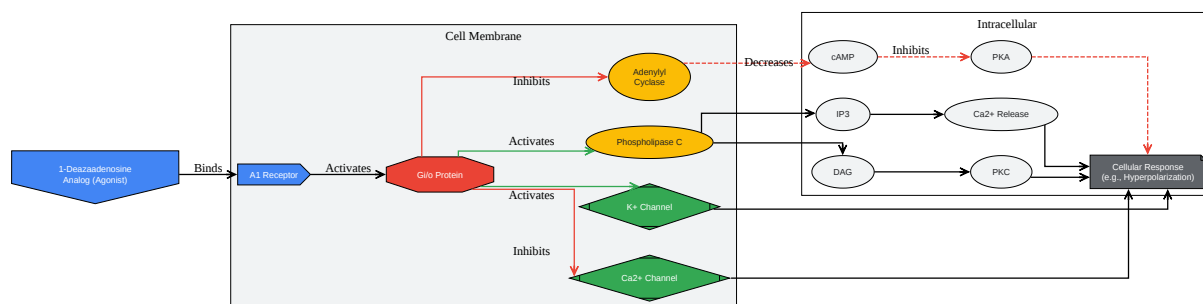 Cell Membrane
Intracellular
1-Deazaadenosine
Analog (Agonist)
Binds
A1 Receptor
Activates
Gi/o Protein
Inhibits
Adenylyl
Cyclase
Decreases
cAMP
Inhibits
PKA
Activates
Phospholipase C
IP3
Ca2+ Release
DAG
PKC
Activates
K+ Channel
Inhibits
Ca2+ Channel
Cellular Response
(e.g., Hyperpolarization)